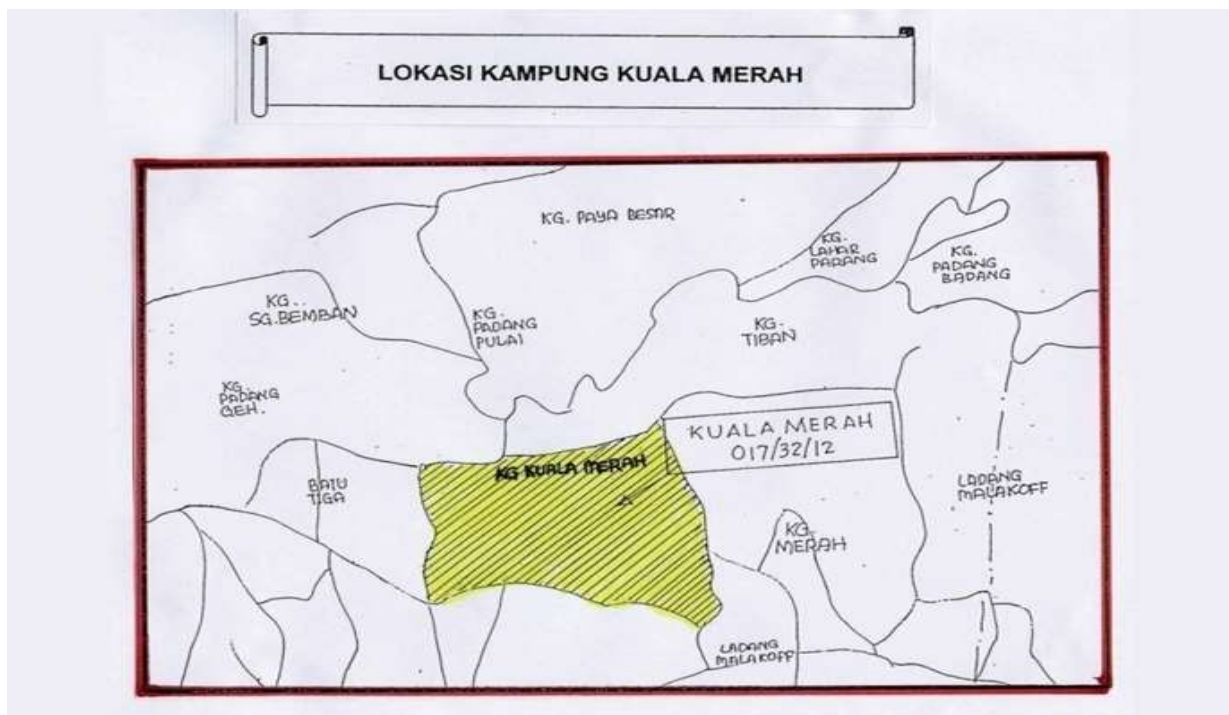 LOKASI KAMPUNG KUALA MERAH
KG. PAYA BESAR
KG.
LAHAR
PARANG
KG.
PADANG
BADANG
KG.
SG. BEMBAN
KG.
PADANG
PULAI
KG.
TIBAN
KG.
PADANG
GEH.
KUALA MERAH
017/32/12
KG KUALA MERAH
BATU
TIGA
LADANG
MALAKOFF
KG.
MERAH
LADANG
MALAKOFF